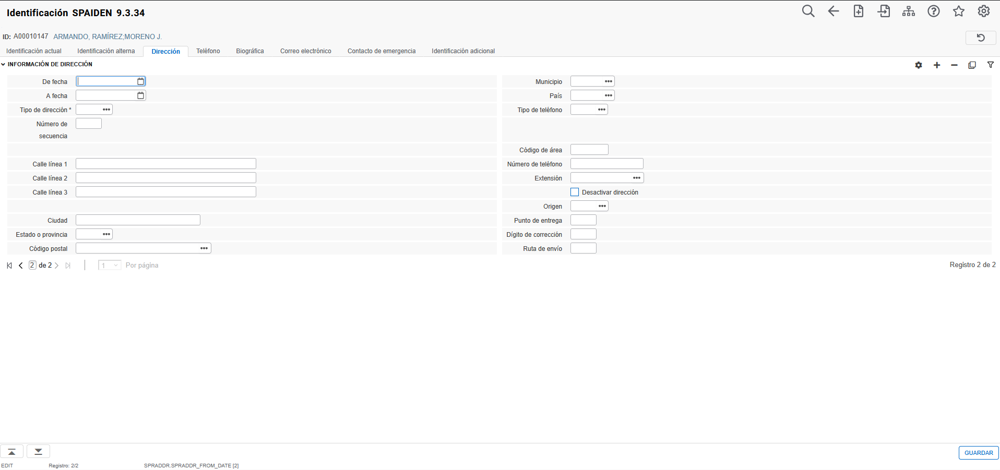 Identificación SPAIDEN 9.3.34
ID: A00010147 ARMANDO, RAMÍREZ;MORENO J.
Identificación actual Identificación alterna Dirección Teléfono Biográfica Correo electrónico Contacto de emergencia Identificación adicional
INFORMACIÓN DE DIRECCIÓN
De fecha
A fecha
Tipo de dirección *
Número de
secuencia
Calle línea 1
Calle línea 2
Calle línea 3
Ciudad
Estado o provincia
Código postal
Municipio
País
Tipo de teléfono
Código de área
Número de teléfono
Extensión
Desactivar dirección
Origen
Punto de entrega
Dígito de corrección
Ruta de envío
2 de 2 1 Por página Registro 2 de 2
GUARDAR
EDIT Registro: 2/2 SPRADDR.SPRADDR_FROM_DATE [2]